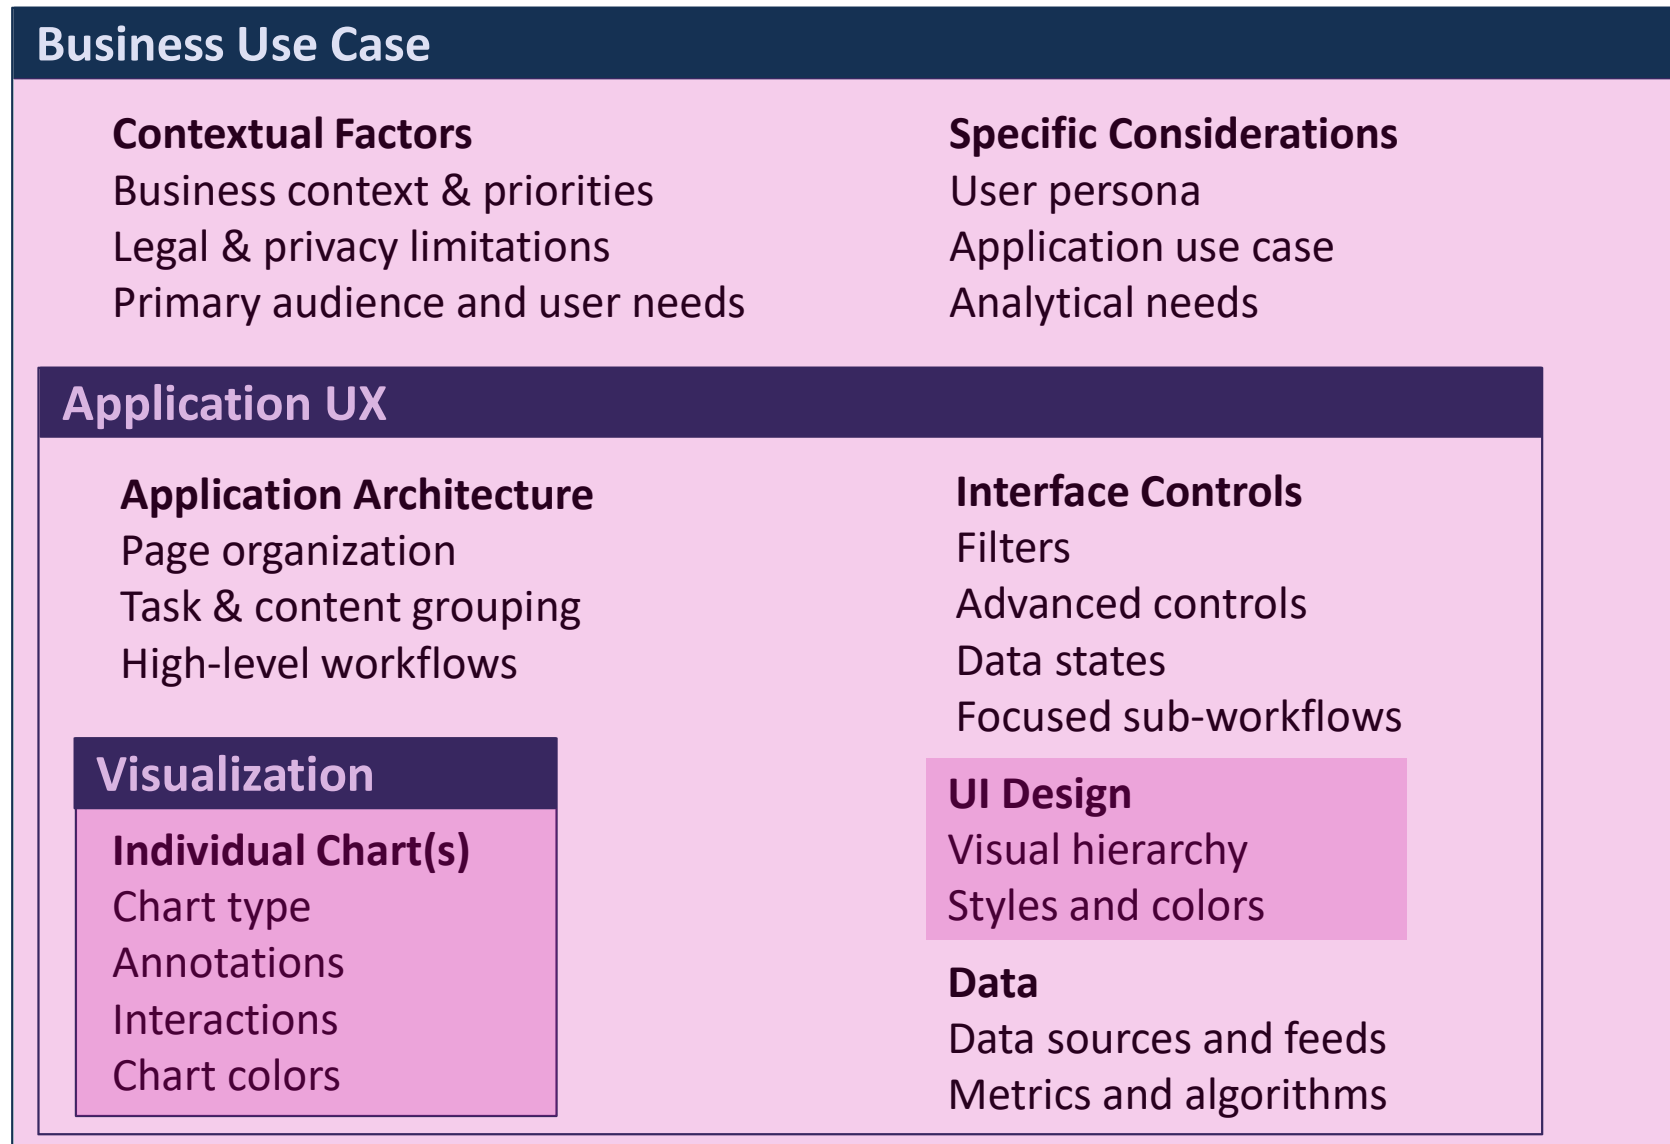 Business Use Case
Contextual Factors
Business context & priorities
Legal & privacy limitations
Primary audience and user needs
Specific Considerations
User persona
Application use case
Analytical needs
Application UX
Application Architecture
Page organization
Task & content grouping
High-level workflows
Interface Controls
Filters
Advanced controls
Data states
Focused sub-workflows
Visualization
Individual Chart(s)
Chart type
Annotations
Interactions
Chart colors
UI Design
Visual hierarchy
Styles and colors
Data
Data sources and feeds
Metrics and algorithms